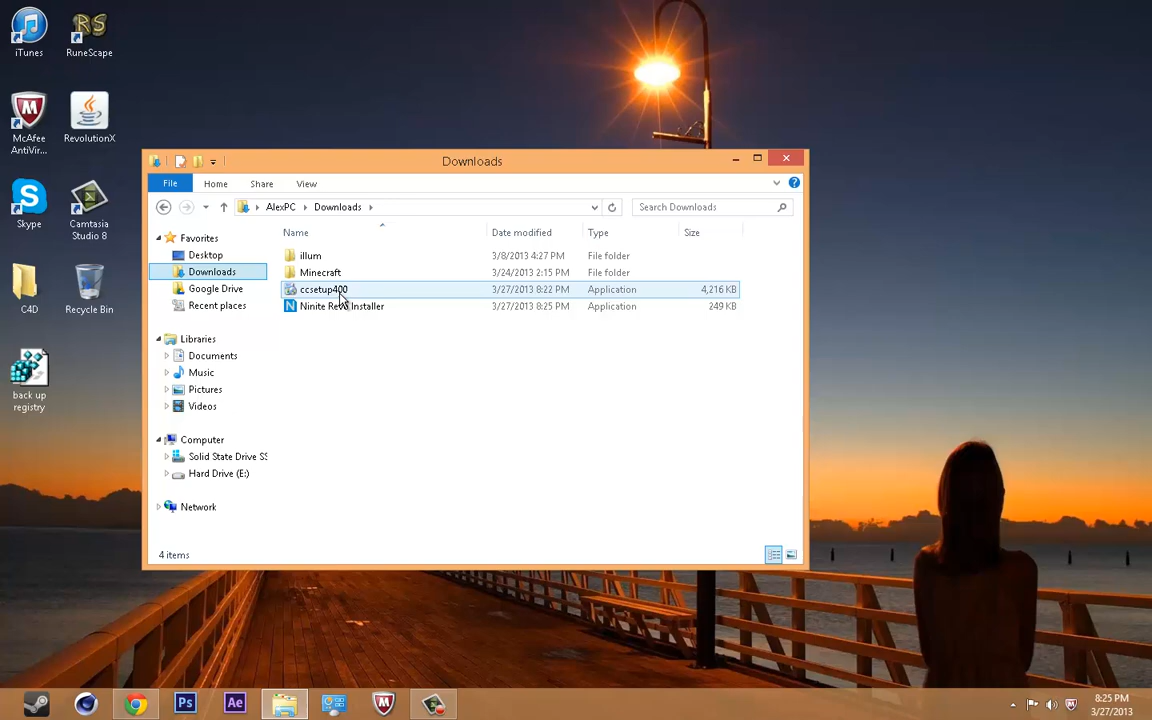 iTunes
RuneScape
McAfee
AntiVir...
RevolutionX
Skype
Camtasia
Studio 8
C4D
Recycle Bin
back up
registry
Downloads
File
Home
Share
View
AlexPC
Downloads
Search Downloads
Name
Date modified
Type
Size
Favorites
Desktop
Downloads
Google Drive
Recent places
Libraries
Documents
Music
Pictures
Videos
Computer
Solid State Drive SS
Hard Drive (E:)
Network
illum 3/8/2013 4:27 PM File folder
Minecraft 3/24/2013 2:15 PM File folder
ccsetup400 3/27/2013 8:22 PM Application 4,216 KB
Ninite Revo Installer 3/27/2013 8:25 PM Application 249 KB
4 items
Ps
Ae
8:25 PM
3/27/2013